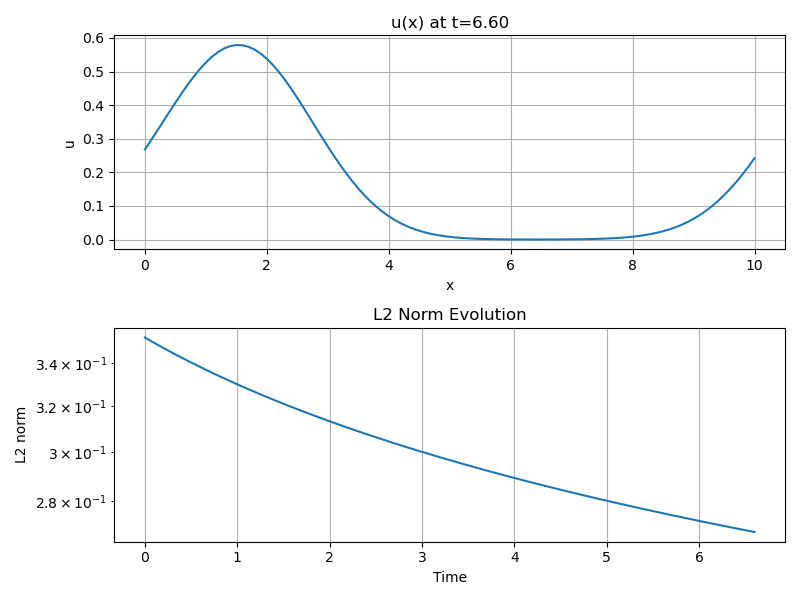 u(x) at t=6.60
0.6
0.5
0.4
0.3
0.2
0.1
0.0
u
0 2 4 6 8 10
x
L2 Norm Evolution
3.4 × 10⁻¹
3.2 × 10⁻¹
3 × 10⁻¹
2.8 × 10⁻¹
L2 norm
0 1 2 3 4 5 6
Time